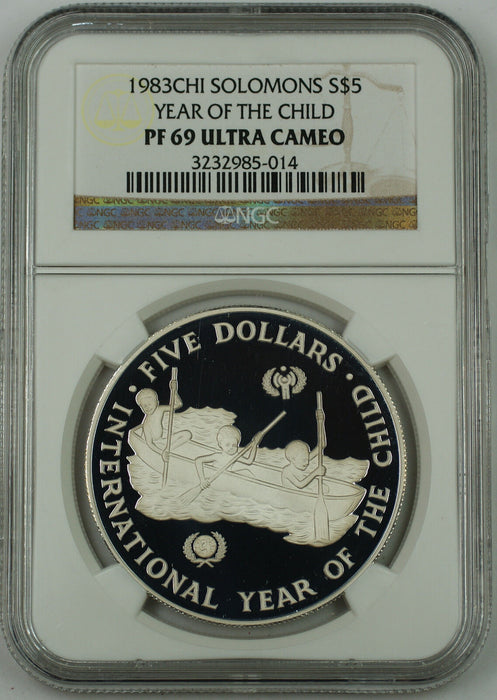 1983CHI SOLOMONS S$5
YEAR OF THE CHILD
PF 69 ULTRA CAMEO
3232985-014
NGC
FIVE DOLLARS
INTERNATIONAL YEAR OF THE CHILD